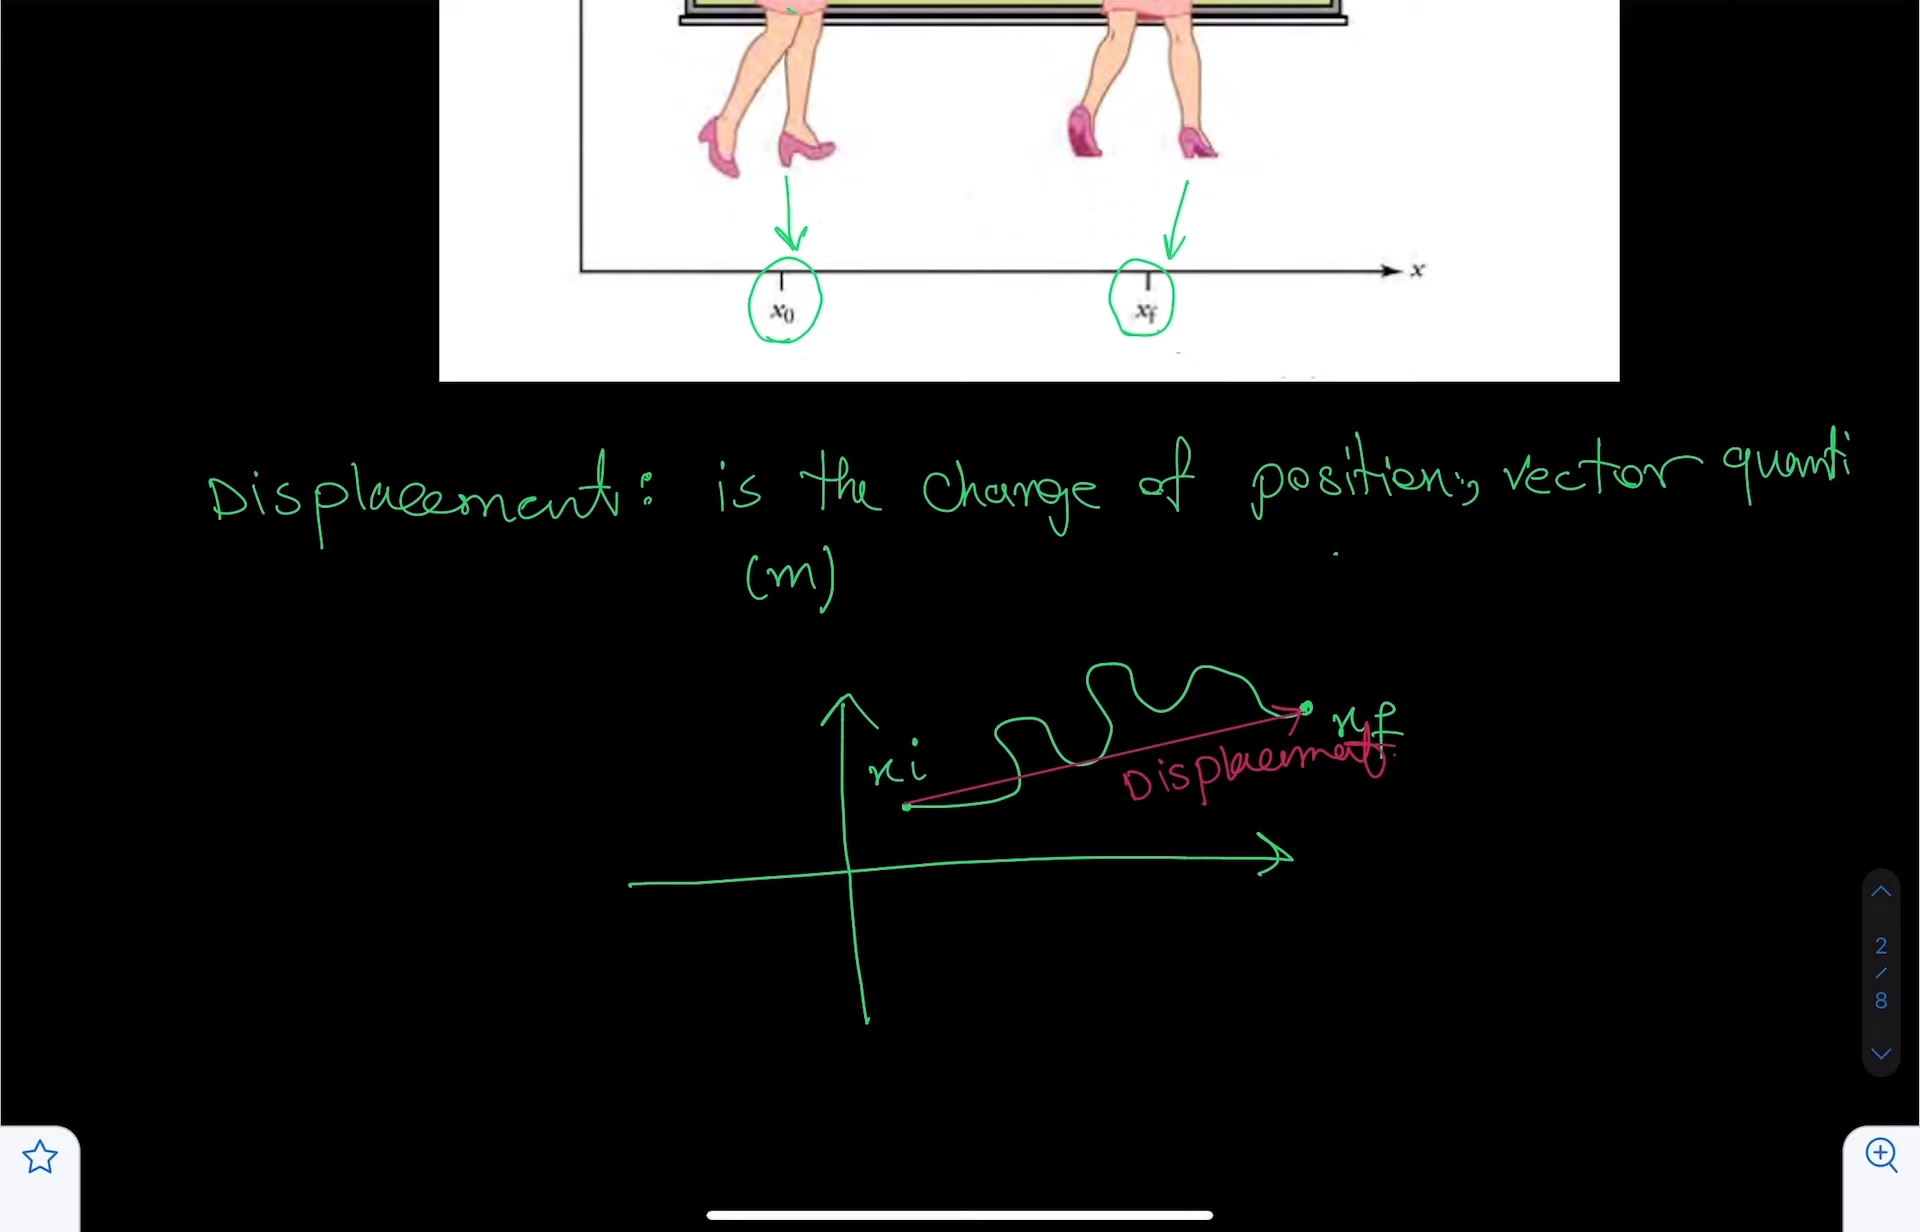 x
x0 xf
Displacement: is the change of position, vector quanti
(m)
xi
xf
Displacement
2
/
8